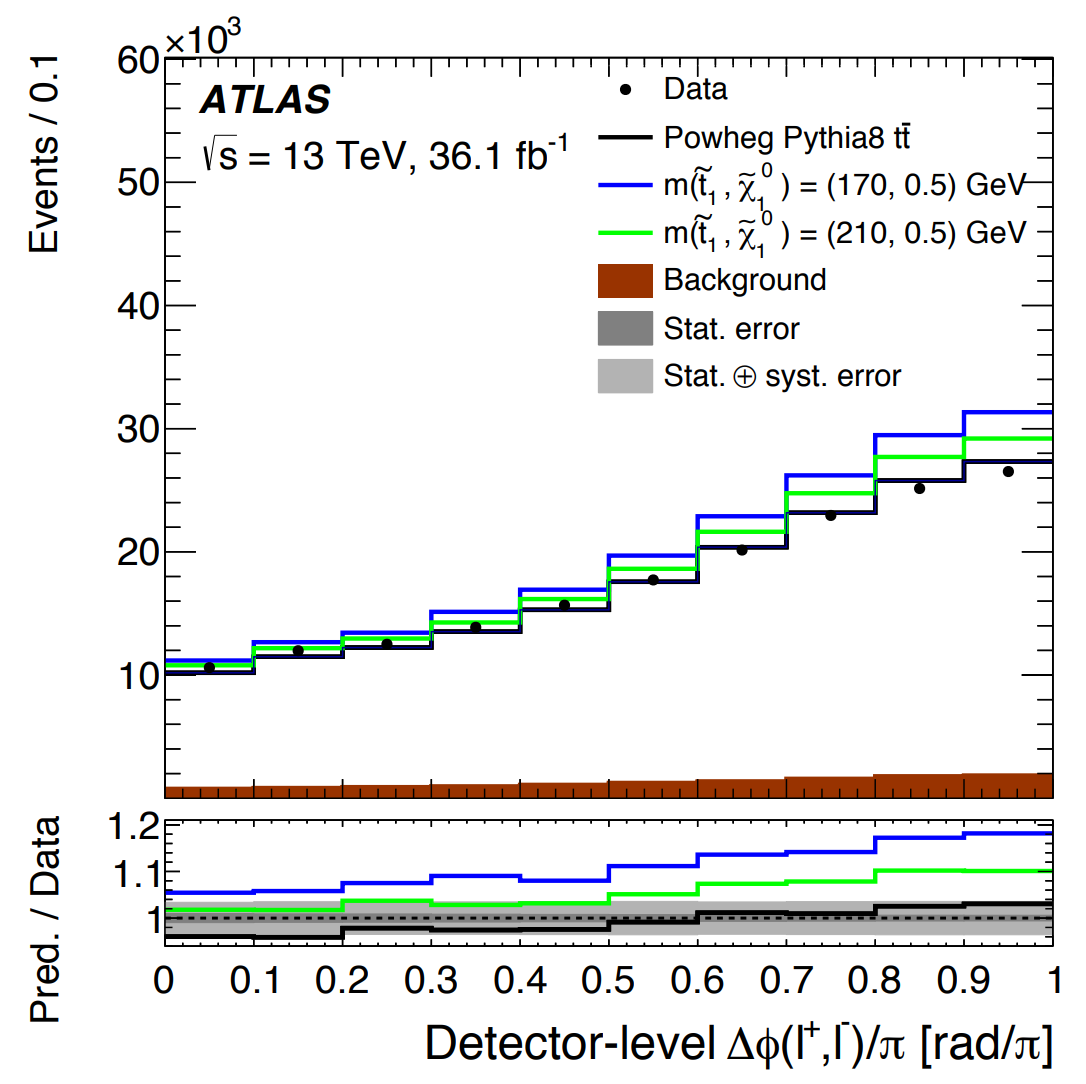 ×10³
Events / 0.1
60
50
40
30
20
10
ATLAS
√s = 13 TeV, 36.1 fb⁻¹
Data
Powheg Pythia8 tt̄
m(t̃₁, χ̃₁⁰) = (170, 0.5) GeV
m(t̃₁, χ̃₁⁰) = (210, 0.5) GeV
Background
Stat. error
Stat. ⊕ syst. error
Pred. / Data
1.2
1.1
1
0 0.1 0.2 0.3 0.4 0.5 0.6 0.7 0.8 0.9 1
Detector-level Δϕ(l⁺,l⁻)/π [rad/π]